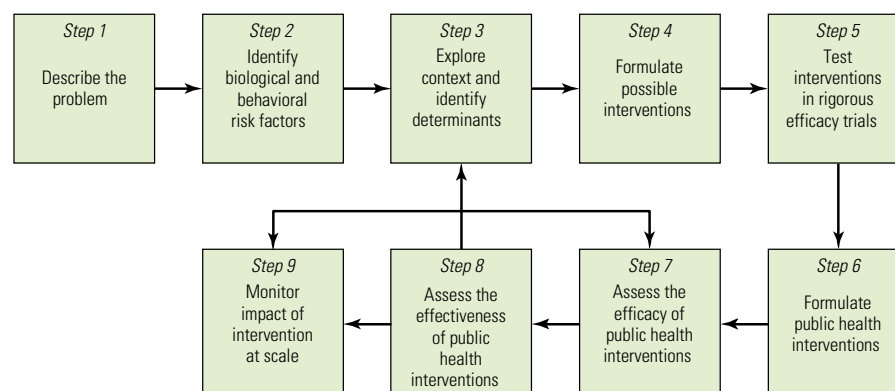 Step 1
Describe the
problem
Step 2
Identify
biological and
behavioral
risk factors
Step 3
Explore
context and
identify
determinants
Step 4
Formulate
possible
interventions
Step 5
Test
interventions
in rigorous
efficacy trials
Step 9
Monitor
impact of
intervention
at scale
Step 8
Assess the
effectiveness
of public
health
interventions
Step 7
Assess the
efficacy of
public health
interventions
Step 6
Formulate
public health
interventions